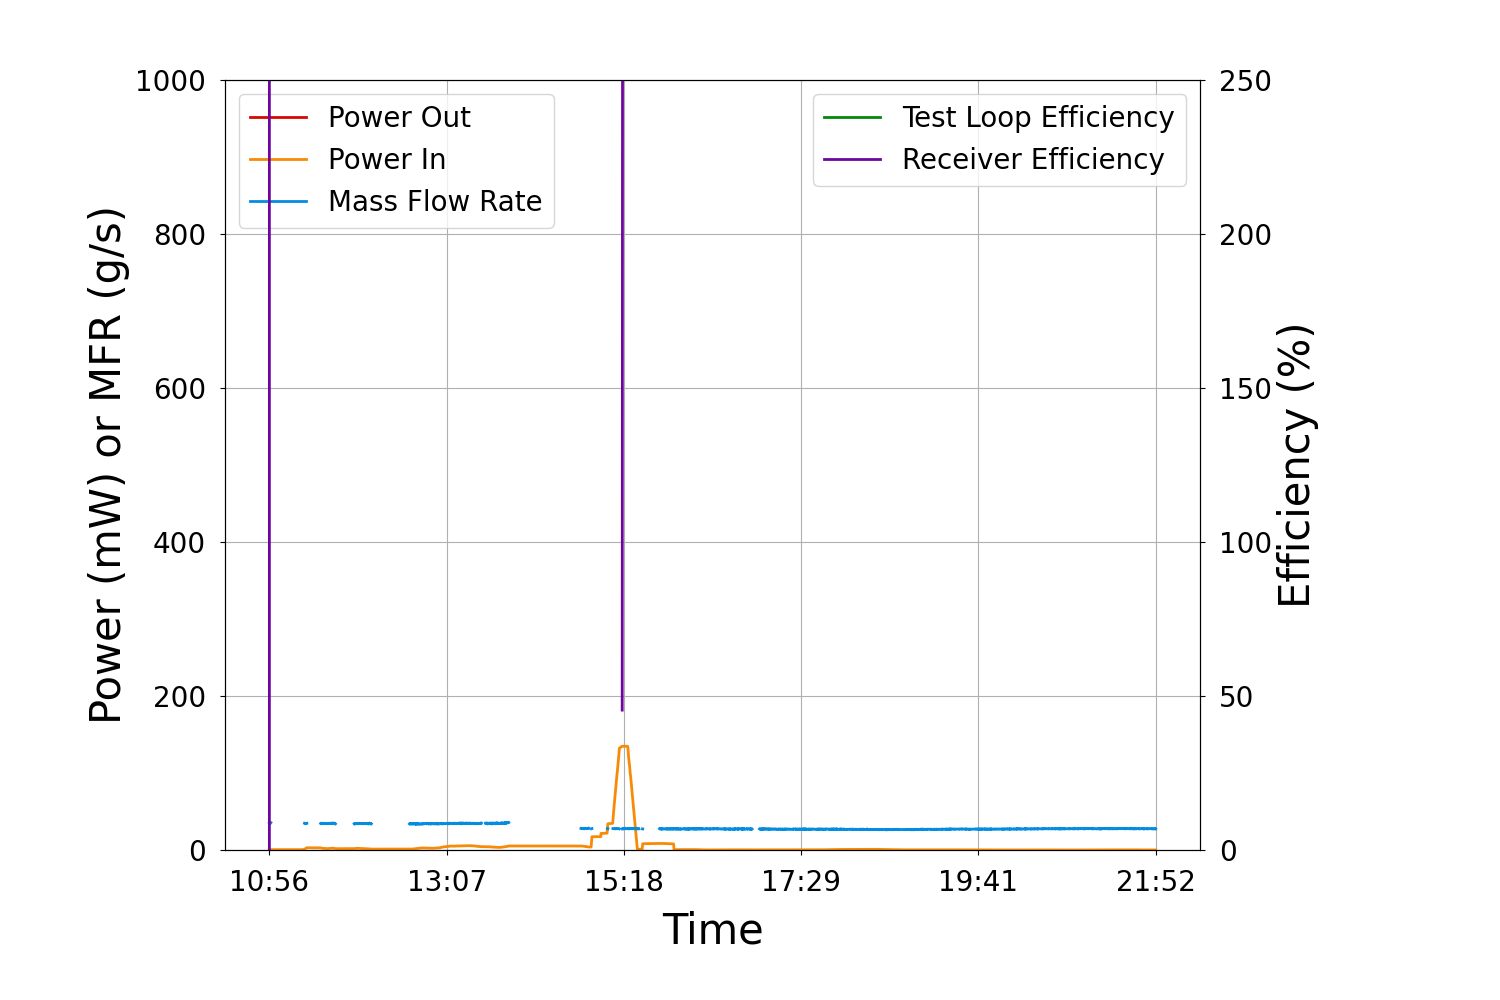 1000
800
600
400
200
0
Power (mW) or MFR (g/s)
Power Out
Power In
Mass Flow Rate
Test Loop Efficiency
Receiver Efficiency
250
200
150
100
50
0
Efficiency (%)
10:56 13:07 15:18 17:29 19:41 21:52
Time